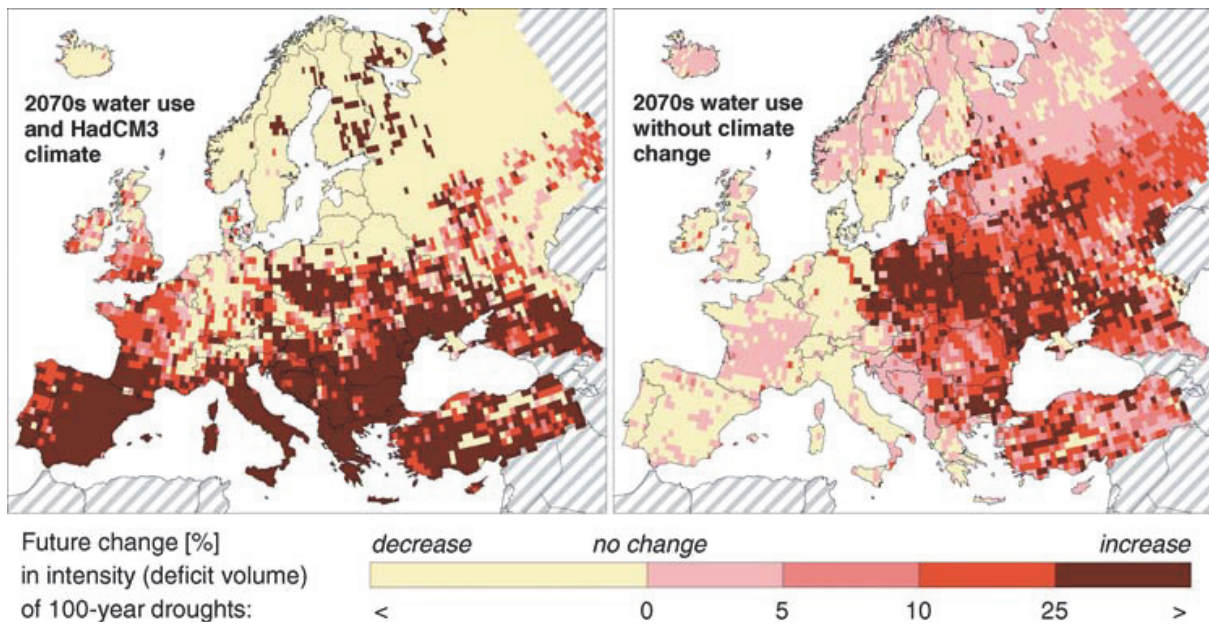 2070s water use
and HadCM3
climate
2070s water use
without climate
change
Future change [%]
in intensity (deficit volume)
of 100-year droughts:
decrease no change increase
< 0 5 10 25 >